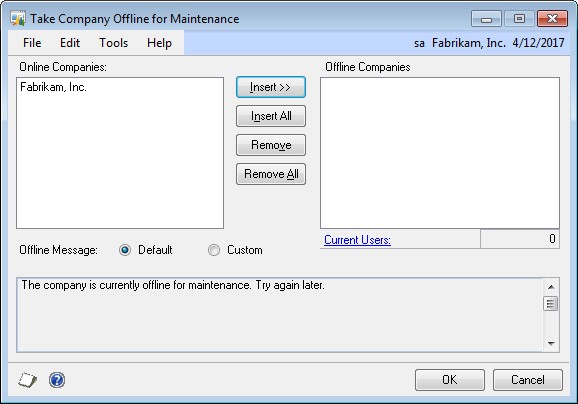 Take Company Offline for Maintenance
File Edit Tools Help sa Fabrikam, Inc. 4/12/2017
Online Companies: Offline Companies
Fabrikam, Inc.
Insert >>
Insert All
Remove
Remove All
Current Users: 0
Offline Message: Default Custom
The company is currently offline for maintenance. Try again later.
OK Cancel